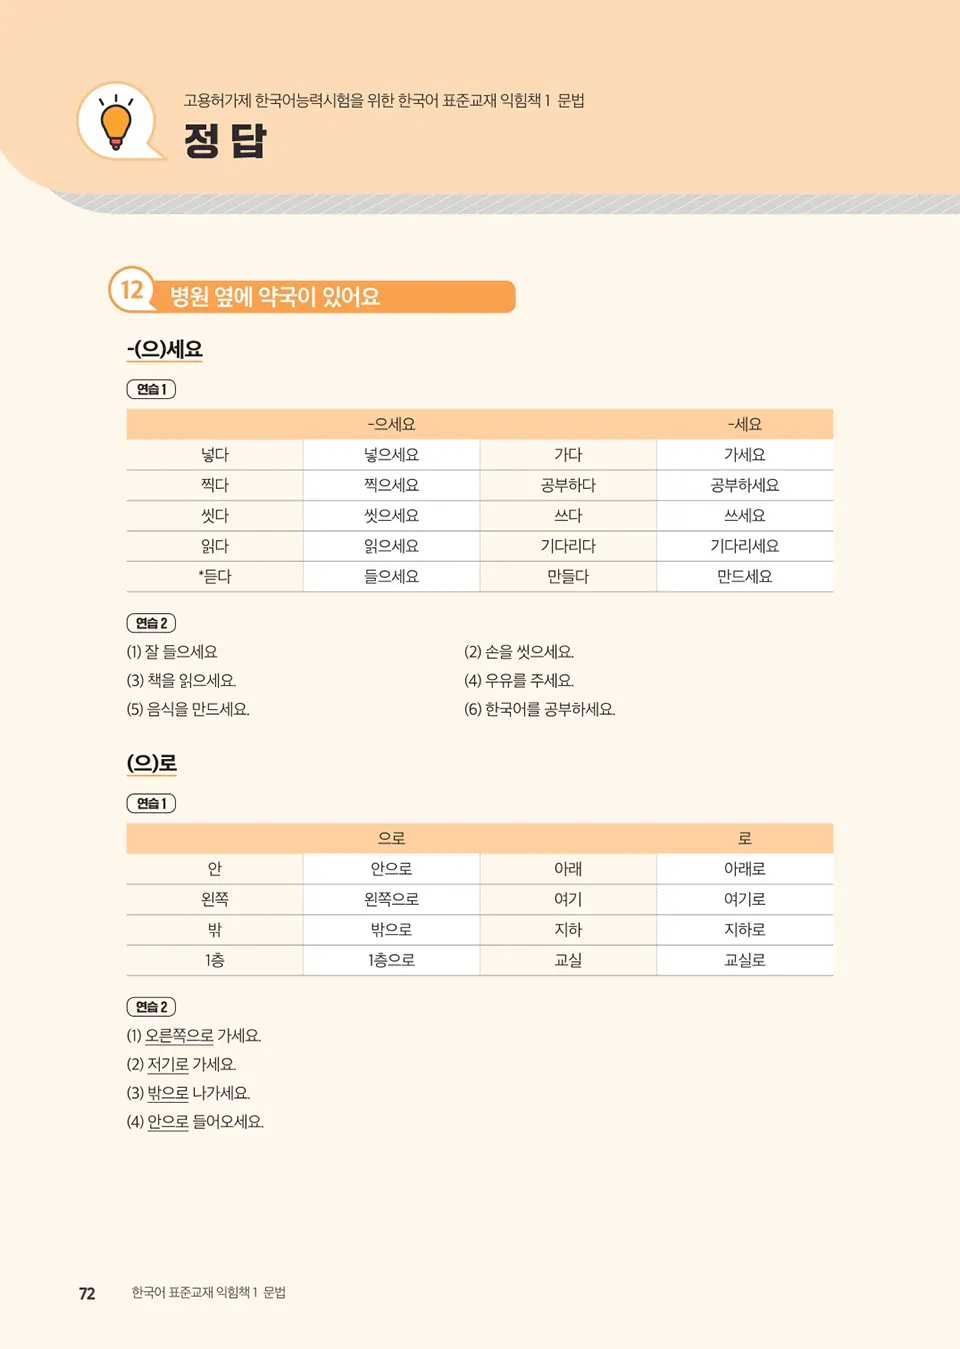 고용허가제 한국어능력시험을 위한 한국어 표준교재 익힘책 1 문법
정답
12 병원 옆에 약국이 있어요
-(으)세요
연습 1
-으세요 -세요
넣다 넣으세요 가다 가세요
찍다 찍으세요 공부하다 공부하세요
씻다 씻으세요 쓰다 쓰세요
읽다 읽으세요 기다리다 기다리세요
*듣다 들으세요 만들다 만드세요
연습 2
(1) 잘 들으세요 (2) 손을 씻으세요.
(3) 책을 읽으세요. (4) 우유를 주세요.
(5) 음식을 만드세요. (6) 한국어를 공부하세요.
(으)로
연습 1
으로 로
안 안으로 아래 아래로
왼쪽 왼쪽으로 여기 여기로
밖 밖으로 지하 지하로
1층 1층으로 교실 교실로
연습 2
(1) 오른쪽으로 가세요.
(2) 저기로 가세요.
(3) 밖으로 나가세요.
(4) 안으로 들어오세요.
72 한국어 표준교재 익힘책 1 문법